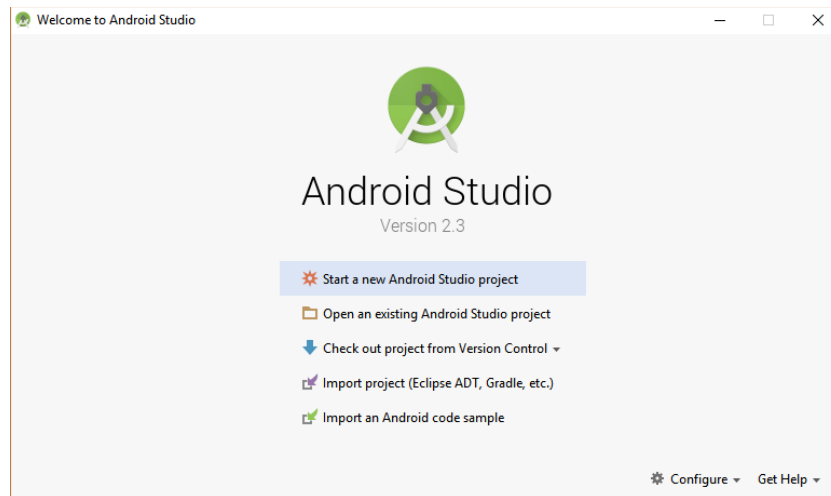 Welcome to Android Studio
Android Studio
Version 2.3
Start a new Android Studio project
Open an existing Android Studio project
Check out project from Version Control
Import project (Eclipse ADT, Gradle, etc.)
Import an Android code sample
Configure Get Help